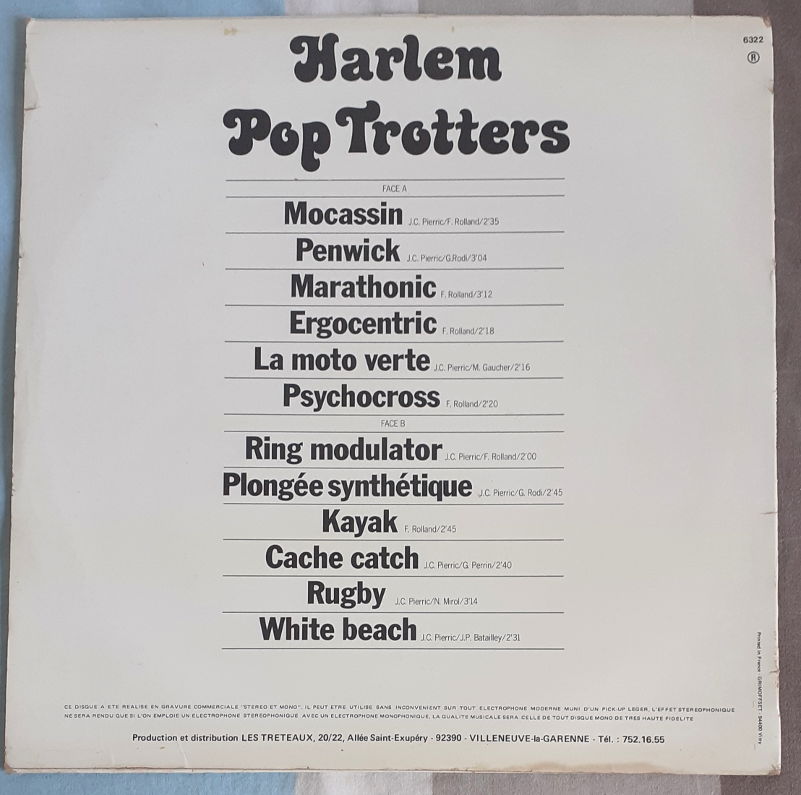 6322
Ⓡ
Harlem
Pop Trotters
FACE A
Mocassin J.C. Pierric/F. Rolland/2'35
Penwick J.C. Pierric/G.Rodi/3'04
Marathonic F. Rolland/3'12
Ergocentric F. Rolland/2'18
La moto verte J.C. Pierric/M. Gaucher/2'16
Psychocross F. Rolland/2'20
FACE B
Ring modulator J.C. Pierric/F. Rolland/2'00
Plongée synthétique J.C. Pierric/G. Rodi/2'45
Kayak F. Rolland/2'45
Cache catch J.C. Pierric/G. Perrin/2'40
Rugby J.C. Pierric/N. Mirol/3'14
White beach J.C. Pierric/J.P. Batailley/2'31
CE DISQUE A ETE REALISE EN GRAVURE COMMERCIALE "STEREO ET MONO". IL PEUT ETRE UTILISE SANS INCONVENIENT SUR TOUT ELECTROPHONE MODERNE MUNI D'UN PICK-UP LEGER, L'EFFET STEREOPHONIQUE
NE SERA RENDU QUE SI L'ON EMPLOIE UN ELECTROPHONE STEREOPHONIQUE AVEC UN ELECTROPHONE MONOPHONIQUE, LA QUALITE MUSICALE SERA CELLE DE TOUT DISQUE MONO DE TRES HAUTE FIDELITE
Production et distribution LES TRETEAUX, 20/22, Allée Saint-Exupéry - 92390 - VILLENEUVE-la-GARENNE - Tél. : 752.16.55
Printed in France - GRIMOFFSET - 94400 Vitry